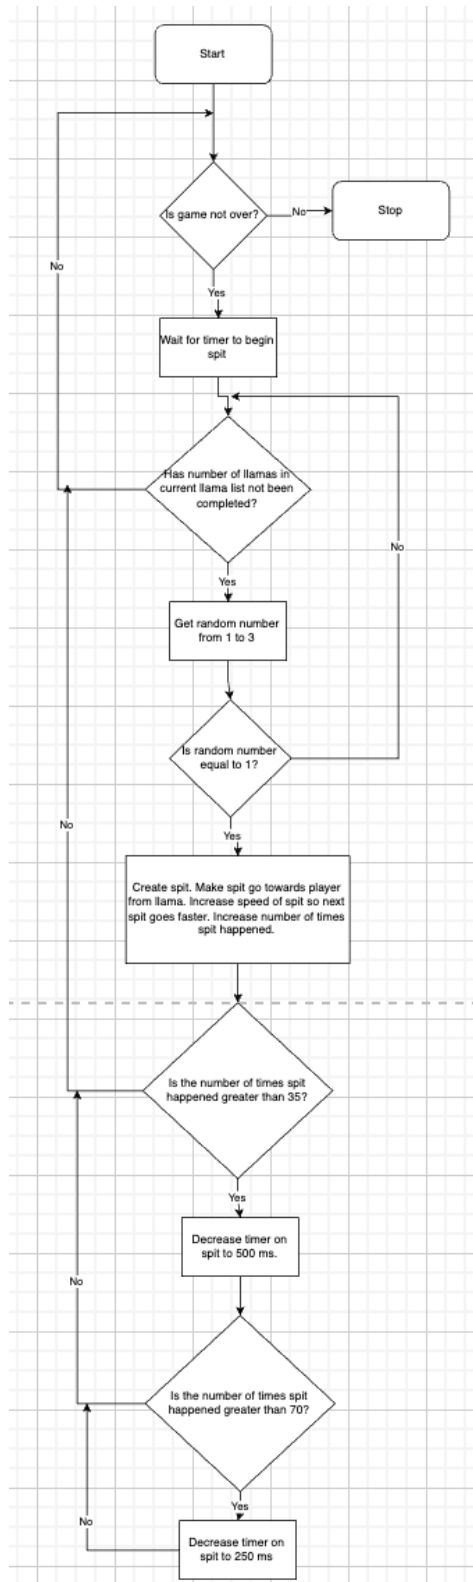 Start
Is game not over?
No
Stop
No
Yes
Wait for timer to begin
spit
Has number of llamas in
current llama list not been
completed?
No
Yes
Get random number
from 1 to 3
Is random number
equal to 1?
No
Yes
Create spit. Make spit go towards player
from llama. Increase speed of spit so next
spit goes faster. Increase number of times
spit happened.
Is the number of times spit
happened greater than 35?
Yes
Decrease timer on
spit to 500 ms.
No
Is the number of times spit
happened greater than 70?
Yes
No
Decrease timer on
spit to 250 ms